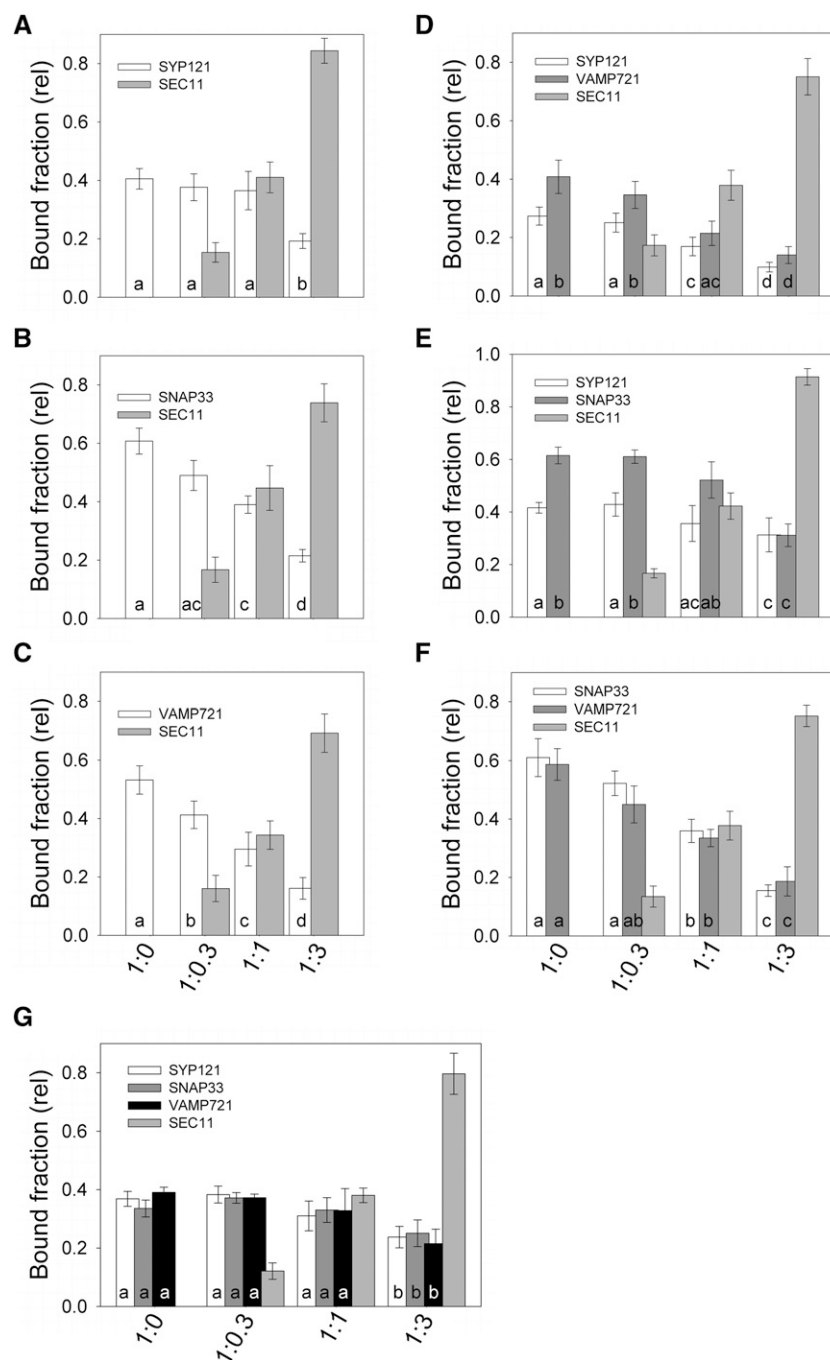 A
Bound fraction (rel)
0.8
0.6
0.4
0.2
0.0
SYP121
SEC11
a
a
a
b
B
Bound fraction (rel)
0.8
0.6
0.4
0.2
0.0
SNAP33
SEC11
a
ac
c
d
C
Bound fraction (rel)
0.8
0.6
0.4
0.2
0.0
VAMP721
SEC11
a
b
c
d
1:0
1:0.3
1:1
1:3
D
Bound fraction (rel)
0.8
0.6
0.4
0.2
0.0
SYP121
VAMP721
SEC11
a b
a b
c ac
d d
E
Bound fraction (rel)
1.0
0.8
0.6
0.4
0.2
0.0
SYP121
SNAP33
SEC11
a b
a b
ac ab
c c
F
Bound fraction (rel)
0.8
0.6
0.4
0.2
0.0
SNAP33
VAMP721
SEC11
a a
a ab
b b
c c
1:0
1:0.3
1:1
1:3
G
Bound fraction (rel)
0.8
0.6
0.4
0.2
0.0
SYP121
SNAP33
VAMP721
SEC11
a a a
a a a
a a a
b b b
1:0
1:0.3
1:1
1:3